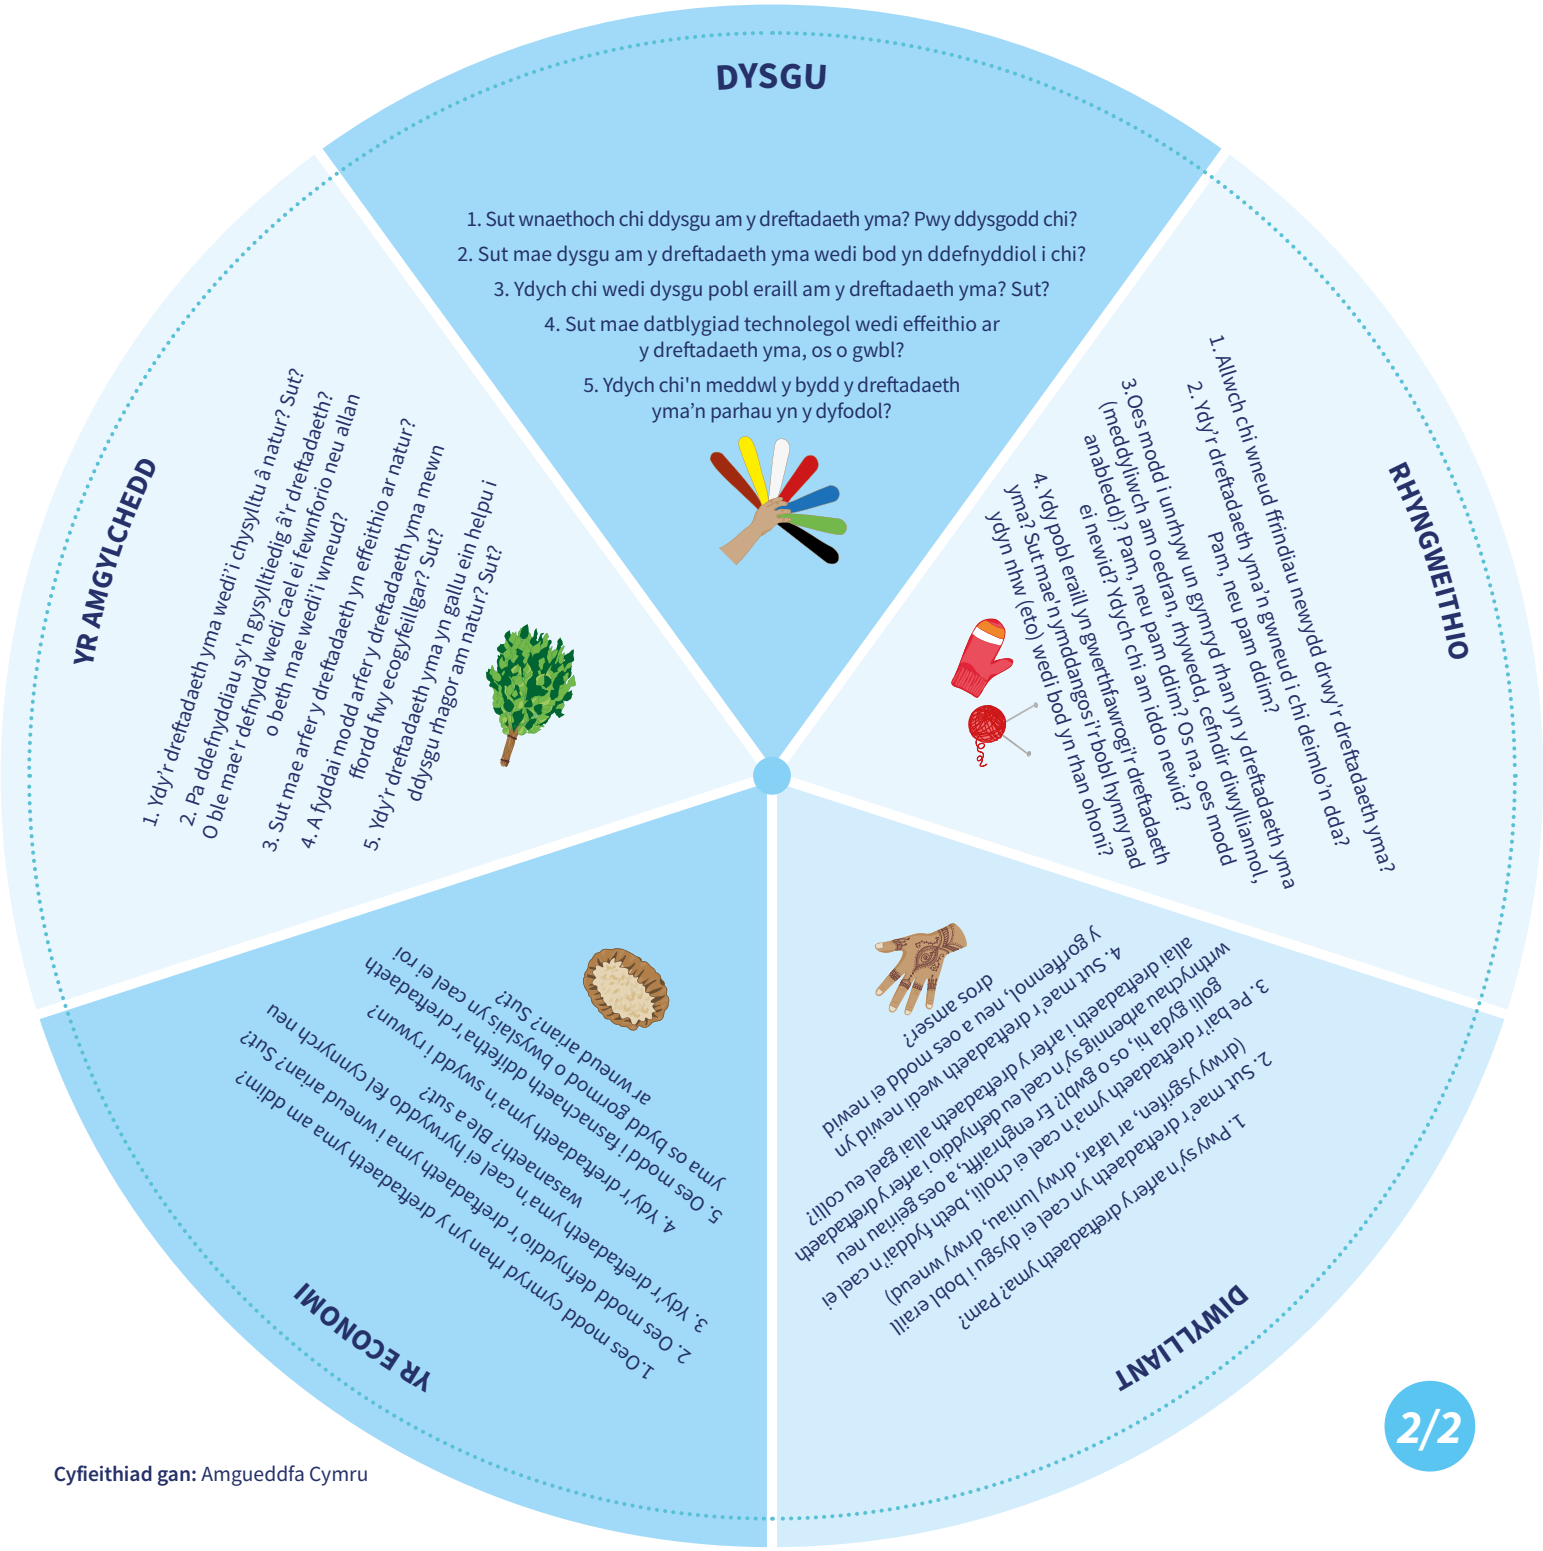 DYSGU
1. Sut wnaethoch chi ddysgu am y dreftadaeth yma? Pwy ddysgodd chi?
2. Sut mae dysgu am y dreftadaeth yma wedi bod yn ddefnyddiol i chi?
3. Ydych chi wedi dysgu pobl eraill am y dreftadaeth yma? Sut?
4. Sut mae datblygiad technolegol wedi effeithio ar
y dreftadaeth yma, os o gwbl?
5. Ydych chi'n meddwl y bydd y dreftadaeth
yma’n parhau yn y dyfodol?
RHYNGWEITHIO
1. Allwch chi wneud ffrindiau newydd drwy'r dreftadaeth yma?
2. Ydy’r dreftadaeth yma’n gwneud i chi deimlo’n dda?
Pam, neu pam ddim?
3.Oes modd i unrhyw un gymryd rhan yn y dreftadaeth yma
(meddyliwch am oedran, rhywedd, cefndir diwylliannol,
anabledd)? Pam, neu pam ddim? Os na, oes modd
ei newid? Ydych chi am iddo newid?
4. Ydy pobl eraill yn gwerthfawrogi'r dreftadaeth
yma? Sut mae'n ymddangos i'r bobl hynny nad
ydyn nhw (eto) wedi bod yn rhan ohoni?
DIWYLLIANT
1. Pwy sy’n arfer y dreftadaeth yma? Pam?
2. Sut mae’r dreftadaeth yn cael ei dysgu i bobl eraill
(drwy ysgrifen, ar lafar, drwy luniau, drwy wneud)
3. Pe bai’r dreftadaeth yma’n cael ei cholli, beth fyddai’n cael ei
golli gyda hi, os o gwbl? Er enghraifft, a oes geiriau neu
wrthrychau arbennig sy’n cael eu defnyddio i arfer y dreftadaeth
allai dreftadaeth i arfer y dreftadaeth allai gael eu colli?
4. Sut mae’r dreftadaeth wedi newid yn
y gorffennol, a neu oes modd ei newid
dros amser?
YR ECONOMI
1.Oes modd cymryd rhan yn y dreftadaeth yma am ddim?
2. Oes modd defnyddio’r dreftadaeth yma i wneud arian? Sut?
3. Ydy’r dreftadaeth yma’n cael ei hyrwyddo fel cynnyrch neu
wasanaeth? Ble a sut?
4. Ydy’r dreftadaeth yma’n swydd i rywun?
5. Oes modd i fasnachaeth ddifetha’r dreftadaeth
yma os bydd gormod o bwyslais yn cael ei roi
ar wneud arian? Sut?
YR AMGYLCHEDD
1. Ydy’r dreftadaeth yma wedi’i chysylltu â natur? Sut?
2. Pa ddefnyddiau sy’n gysylltiedig â’r dreftadaeth?
O ble mae'r defnydd wedi cael ei fewnforio neu allan
o beth mae wedi’i wneud?
3. Sut mae arfer y dreftadaeth yn effeithio ar natur?
4. A fyddai modd arfer y dreftadaeth yma mewn
ffordd fwy ecogyfeillgar? Sut?
5. Ydy’r dreftadaeth yma yn gallu ein helpu i
ddysgu rhagor am natur? Sut?
2/2
Cyfieithiad gan: Amgueddfa Cymru